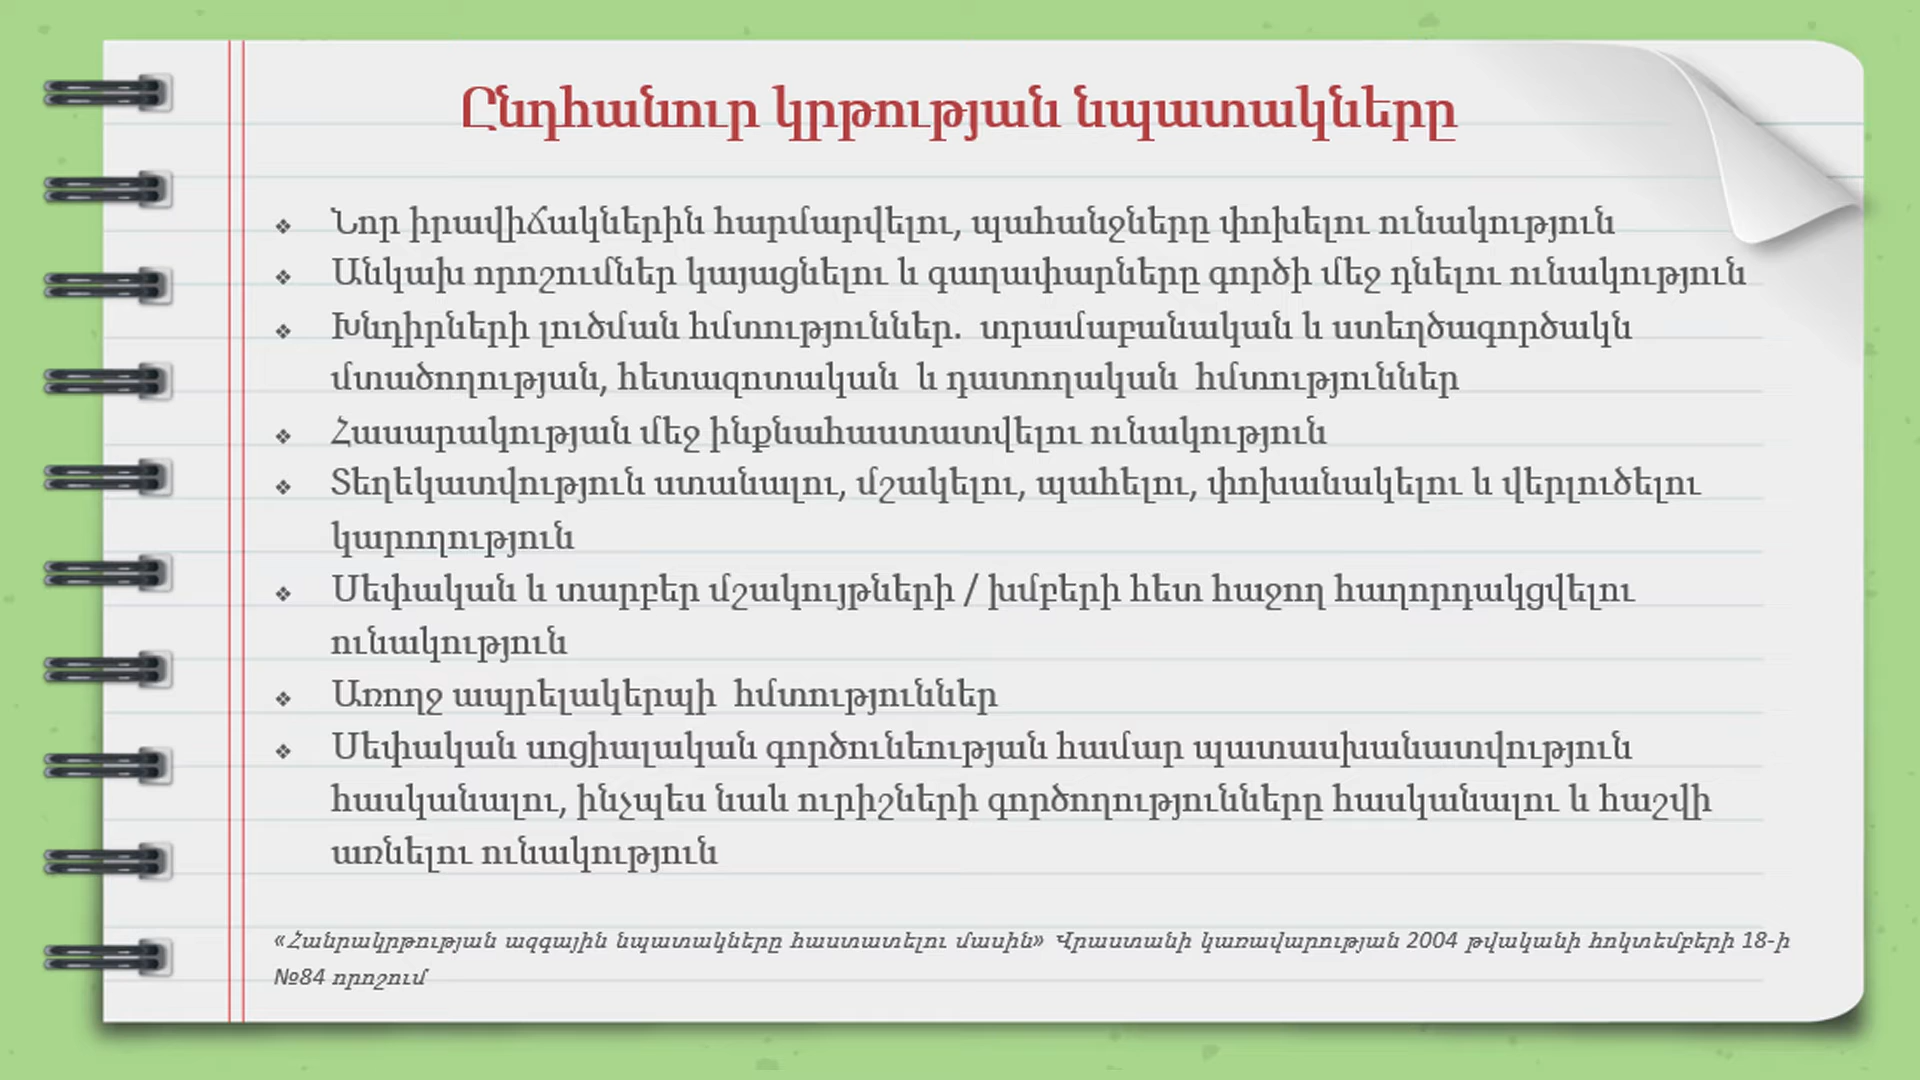 Ընդհանուր կրթության նպատակները
❖ Նոր իրավիճակներին հարմարվելու, պահանջները փոխելու ունակություն
❖ Անկախ որոշումներ կայացնելու և գաղափարները գործի մեջ դնելու ունակություն
❖ Խնդիրների լուծման հմտություններ. տրամաբանական և ստեղծագործակն
մտածողության, հետազոտական և դատողական հմտություններ
❖ Հասարակության մեջ ինքնահաստատվելու ունակություն
❖ Տեղեկատվություն ստանալու, մշակելու, պահելու, փոխանակելու և վերլուծելու
կարողություն
❖ Սեփական և տարբեր մշակույթների / խմբերի հետ հաջող հաղորդակցվելու
ունակություն
❖ Առողջ ապրելակերպի հմտություններ
❖ Սեփական սոցիալական գործունեության համար պատասխանատվություն
հասկանալու, ինչպես նաև ուրիշների գործողությունները հասկանալու և հաշվի
առնելու ունակություն
«Հանրակրթության ազգային նպատակները հաստատելու մասին» Վրաստանի կառավարության 2004 թվականի հոկտեմբերի 18-ի
№84 որոշում